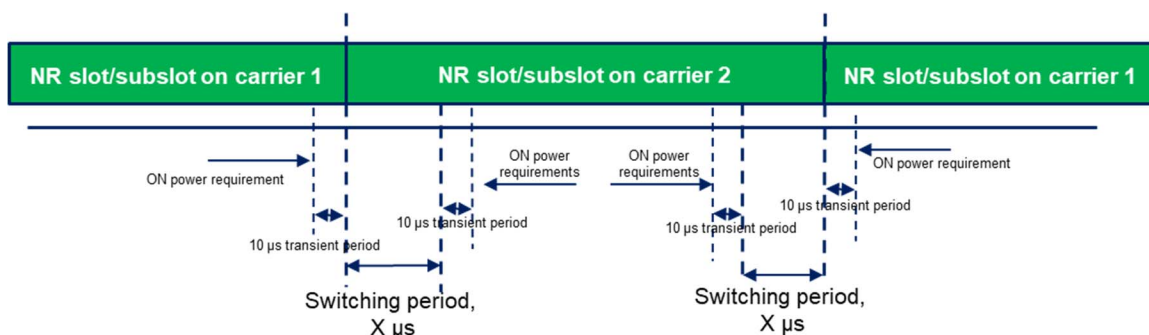 NR slot/subslot on carrier 1
NR slot/subslot on carrier 2
NR slot/subslot on carrier 1
ON power requirement
ON power
requirements
ON power
requirements
ON power requirement
10 µs transient period
10 µs transient period
10 µs transient period
10 µs transient period
Switching period,
X µs
Switching period,
X µs